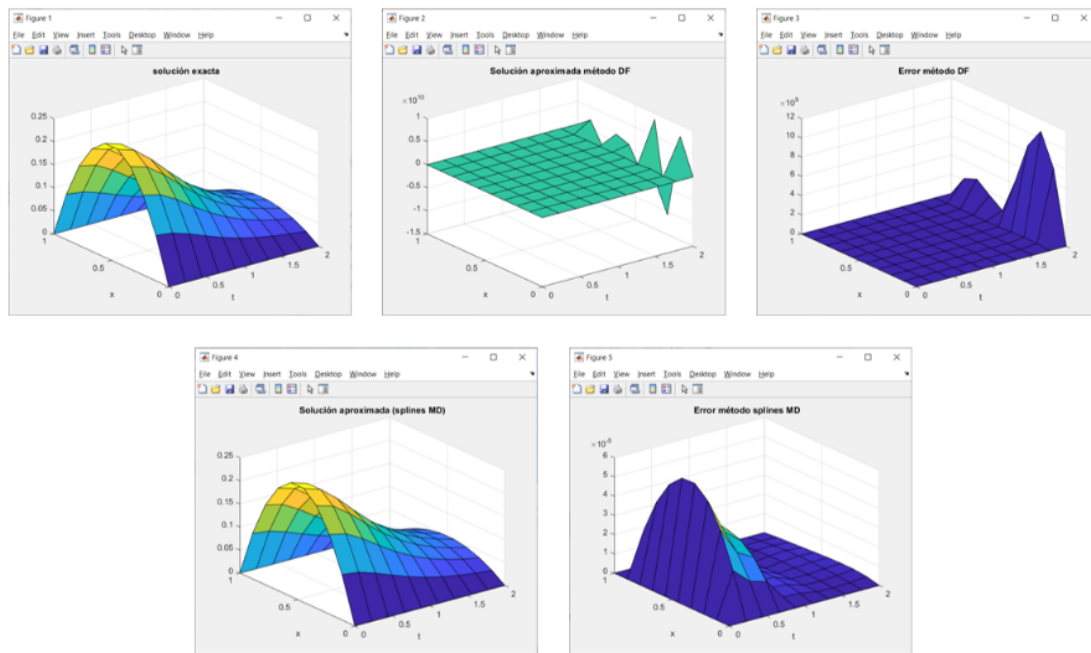 Figure 1
File Edit View Insert Tools Desktop Window Help
solución exacta
0.25
0.2
0.15
0.1
0.05
0
1
0.5
0
x
0
0.5
1
1.5
2
t
Figure 2
File Edit View Insert Tools Desktop Window Help
Solución aproximada método DF
×10^10
1
0.5
0
-0.5
-1
-1.5
1
0.5
0
x
0
0.5
1
1.5
2
t
Figure 3
File Edit View Insert Tools Desktop Window Help
Error método DF
×10^9
12
10
8
6
4
2
0
1
0.5
0
x
0
0.5
1
1.5
2
t
Figure 4
File Edit View Insert Tools Desktop Window Help
Solución aproximada (splines MD)
0.25
0.2
0.15
0.1
0.05
0
1
0.5
0
x
0
0.5
1
1.5
2
t
Figure 5
File Edit View Insert Tools Desktop Window Help
Error método splines MD
6
5
4
3
2
1
0
1
0.5
0
x
0
0.5
1
1.5
2
t